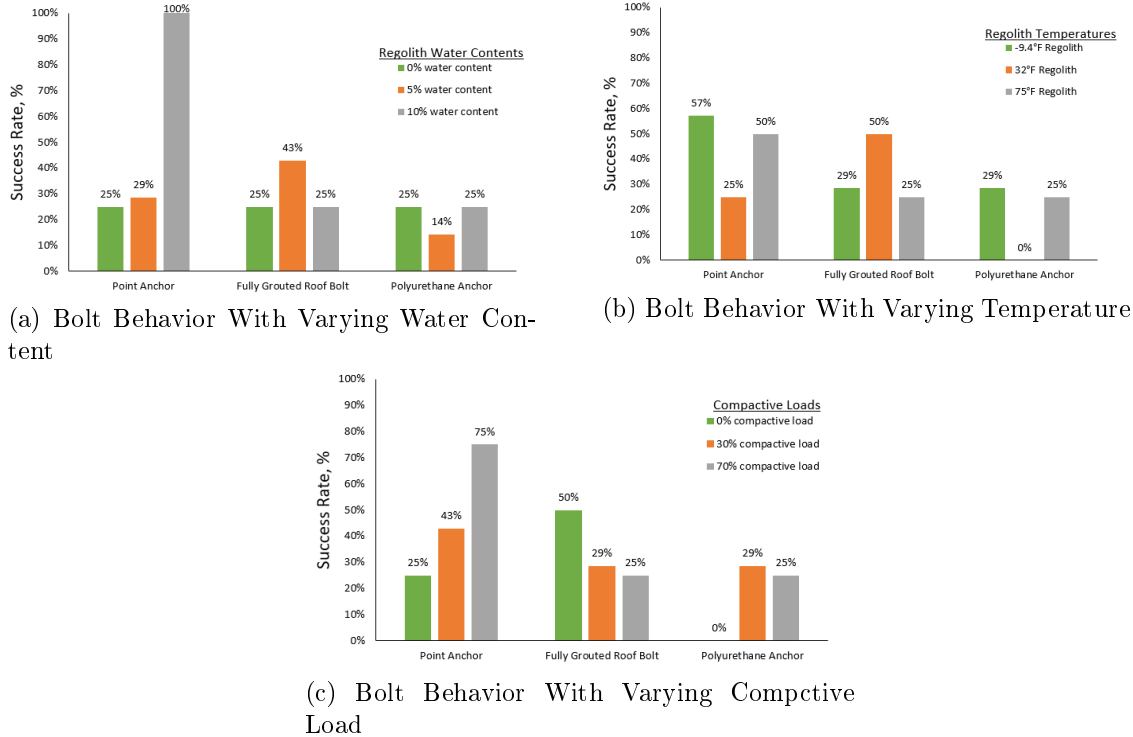 100%
90%
80%
70%
60%
50%
40%
30%
20%
10%
0%
Success Rate, %
Regolith Water Contents
0% water content
5% water content
10% water content
25%
29%
100%
25%
43%
25%
25%
14%
25%
Point Anchor
Fully Grouted Roof Bolt
Polyurethane Anchor
(a) Bolt Behavior With Varying Water Con-
tent
100%
90%
80%
70%
60%
50%
40%
30%
20%
10%
0%
Success Rate, %
Regolith Temperatures
-9.4°F Regolith
32°F Regolith
75°F Regolith
57%
25%
50%
29%
50%
25%
29%
0%
25%
Point Anchor
Fully Grouted Roof Bolt
Polyurethane Anchor
(b) Bolt Behavior With Varying Temperature
100%
90%
80%
70%
60%
50%
40%
30%
20%
10%
0%
Success Rate, %
Compactive Loads
0% compactive load
30% compactive load
70% compactive load
25%
43%
75%
50%
29%
25%
0%
29%
25%
Point Anchor
Fully Grouted Roof Bolt
Polyurethane Anchor
(c) Bolt Behavior With Varying Compctive
Load